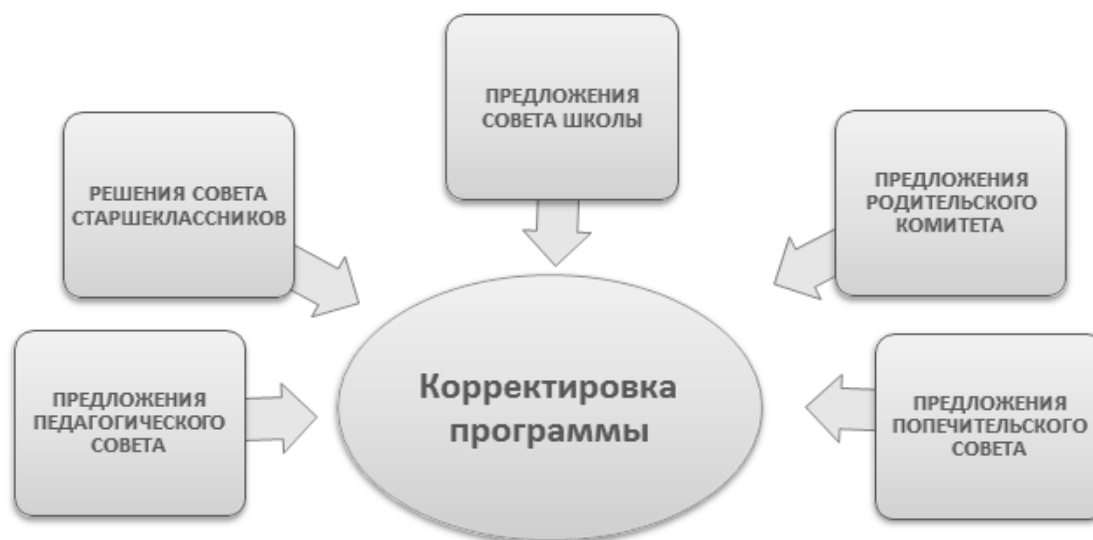 ПРЕДЛОЖЕНИЯ
СОВЕТА ШКОЛЫ
РЕШЕНИЯ СОВЕТА
СТАРШЕКЛАССНИКОВ
ПРЕДЛОЖЕНИЯ
РОДИТЕЛЬСКОГО
КОМИТЕТА
ПРЕДЛОЖЕНИЯ
ПЕДАГОГИЧЕСКОГО
СОВЕТА
Корректировка
программы
ПРЕДЛОЖЕНИЯ
ПОПЕЧИТЕЛЬСКОГО
СОВЕТА